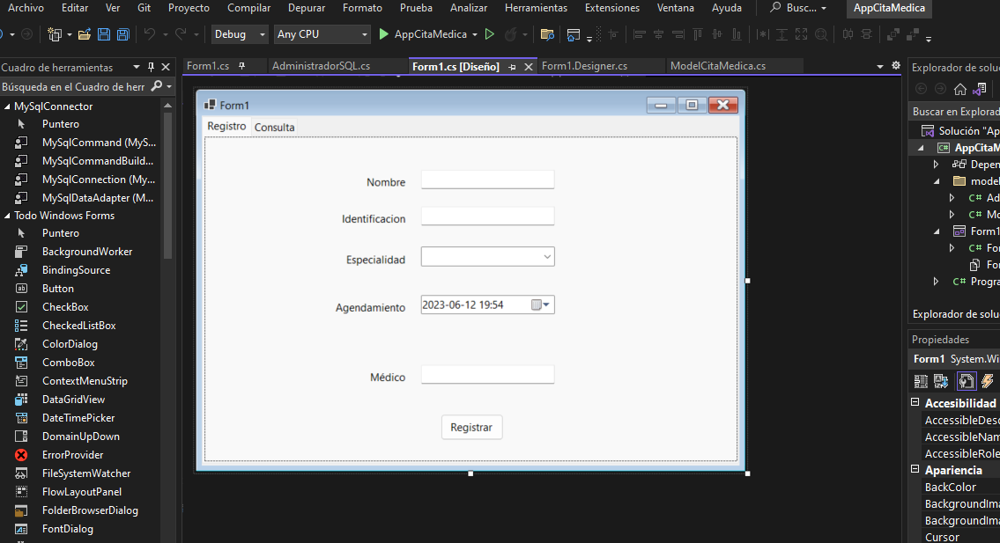 Archivo Editar Ver Git Proyecto Compilar Depurar Formato Prueba Analizar Herramientas Extensiones Ventana Ayuda Busc... AppCitaMedica
Debug Any CPU AppCitaMedica
Cuadro de herramientas
Búsqueda en el Cuadro de herr
MySqlConnector
Puntero
MySqlCommand (MyS...
MySqlCommandBuild...
MySqlConnection (My...
MySqlDataAdapter (M...
Todo Windows Forms
Puntero
BackgroundWorker
BindingSource
Button
CheckBox
CheckedListBox
ColorDialog
ComboBox
ContextMenuStrip
DataGridView
DateTimePicker
DomainUpDown
ErrorProvider
FileSystemWatcher
FlowLayoutPanel
FolderBrowserDialog
FontDialog
Form1.cs AdministradorSQL.cs Form1.cs [Diseño] Form1.Designer.cs ModelCitaMedica.cs
Form1
Registro Consulta
Nombre
Identificacion
Especialidad
Agendamiento 2023-06-12 19:54
Médico
Registrar
Explorador de solu
Buscar en Explorad
Solución "Ap
C# AppCitaM
Depen
model
C# Ad
C# Mo
Form1
C# For
For
C# Progra
Explorador de solu
Propiedades
Form1 System.Wi
Accesibilidad
AccessibleDesc
AccessibleNam
AccessibleRole
Apariencia
BackColor
BackgroundIma
BackgroundIma
Cursor